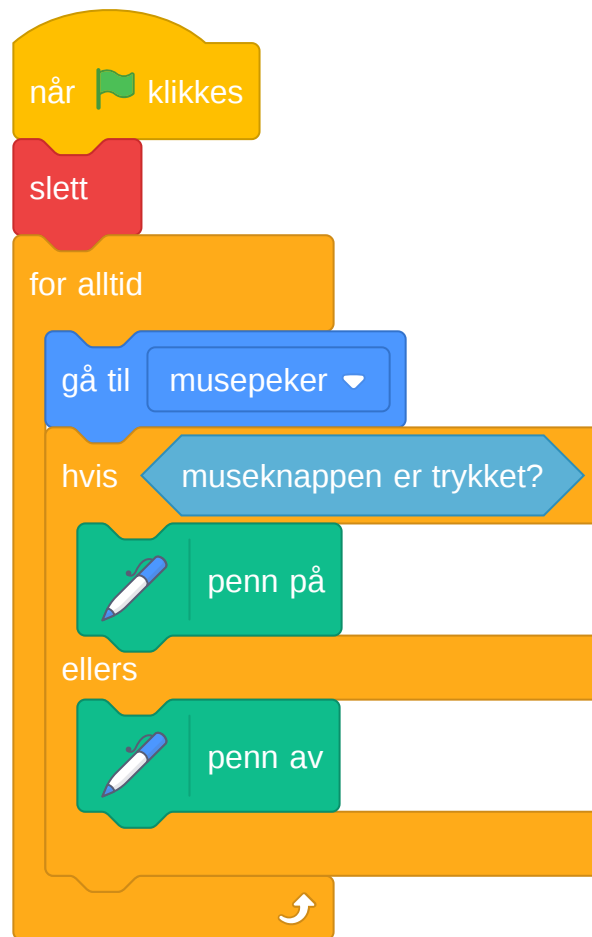 når klikkes
slett
for alltid
gå til musepeker
hvis museknappen er trykket?
penn på
ellers
penn av